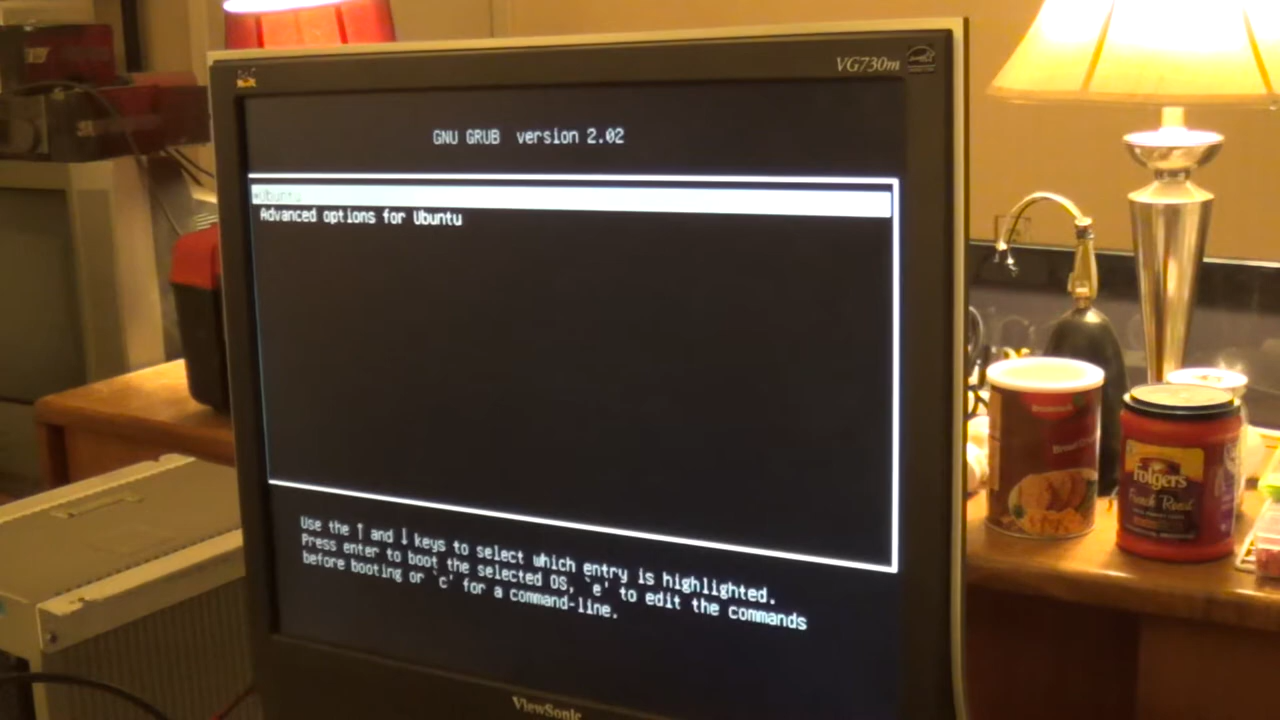 VG730m
GNU GRUB version 2.02
*Ubuntu
Advanced options for Ubuntu
Use the ↑ and ↓ keys to select which entry is highlighted.
Press enter to boot the selected OS, `e' to edit the commands
before booting or `c' for a command-line.
ViewSonic
Folgers
French Roast